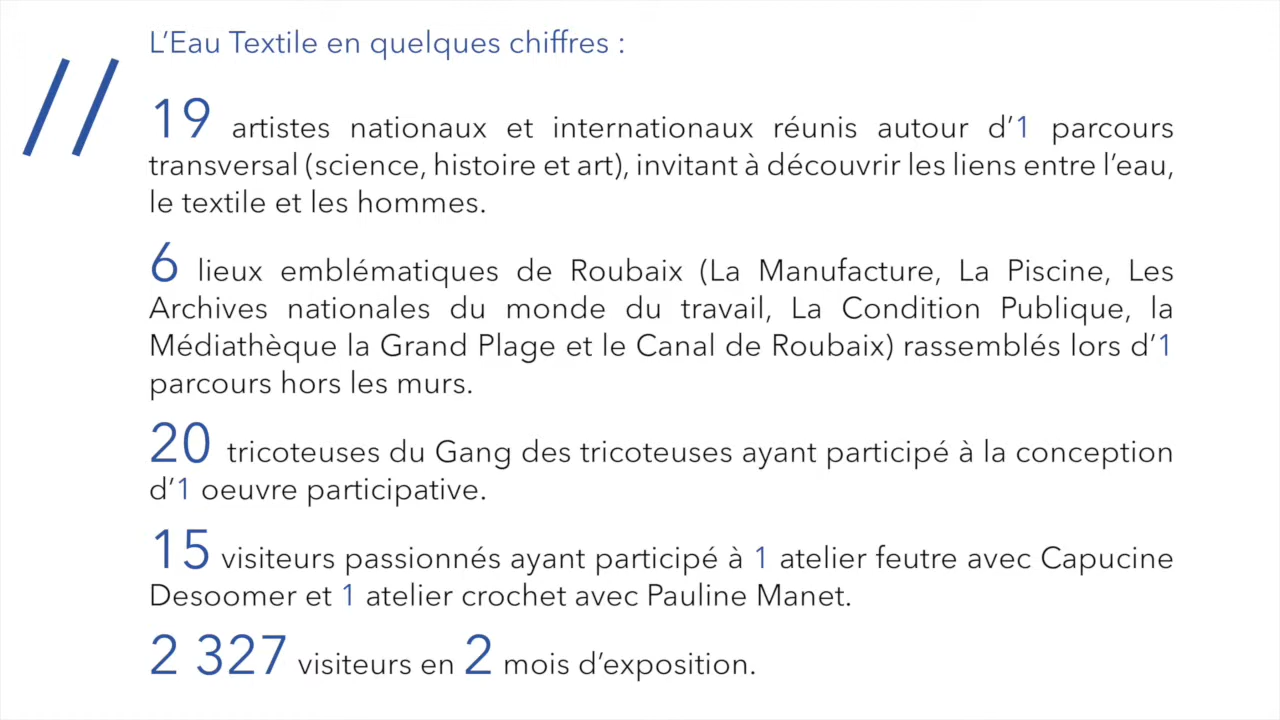 L'Eau Textile en quelques chiffres :
//
19 artistes nationaux et internationaux réunis autour d'1 parcours
transversal (science, histoire et art), invitant à découvrir les liens entre l'eau,
le textile et les hommes.
6 lieux emblématiques de Roubaix (La Manufacture, La Piscine, Les
Archives nationales du monde du travail, La Condition Publique, la
Médiathèque la Grand Plage et le Canal de Roubaix) rassemblés lors d'1
parcours hors les murs.
20 tricoteuses du Gang des tricoteuses ayant participé à la conception
d'1 oeuvre participative.
15 visiteurs passionnés ayant participé à 1 atelier feutre avec Capucine
Desoomer et 1 atelier crochet avec Pauline Manet.
2 327 visiteurs en 2 mois d'exposition.